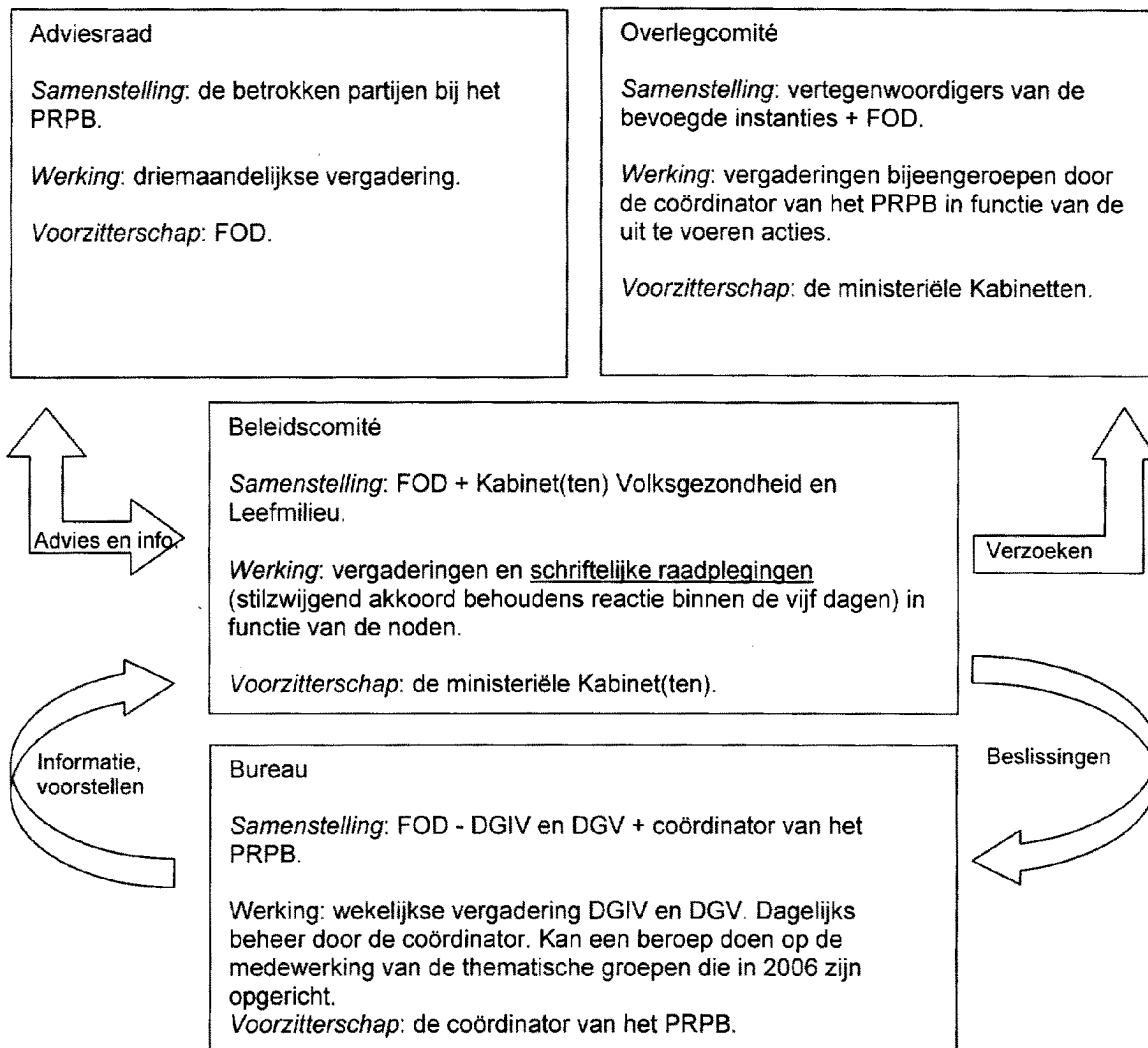 Adviesraad
Samenstelling: de betrokken partijen bij het
PRPB.
Werking: driemaandelijkse vergadering.
Voorzitterschap: FOD.
Overlegcomité
Samenstelling: vertegenwoordigers van de
bevoegde instanties + FOD.
Werking: vergaderingen bijeengeroepen door
de coördinator van het PRPB in functie van de
uit te voeren acties.
Voorzitterschap: de ministeriële Kabinetten.
Advies en info.
Beleidscomité
Samenstelling: FOD + Kabinet(ten) Volksgezondheid en
Leefmilieu.
Werking: vergaderingen en schriftelijke raadplegingen
(stilzwijgend akkoord behoudens reactie binnen de vijf dagen) in
functie van de noden.
Voorzitterschap: de ministeriële Kabinet(ten).
Verzoeken
Informatie,
voorstellen
Beslissingen
Bureau
Samenstelling: FOD - DGIV en DGV + coördinator van het
PRPB.
Werking: wekelijkse vergadering DGIV en DGV. Dagelijks
beheer door de coördinator. Kan een beroep doen op de
medewerking van de thematische groepen die in 2006 zijn
opgericht.
Voorzitterschap: de coördinator van het PRPB.